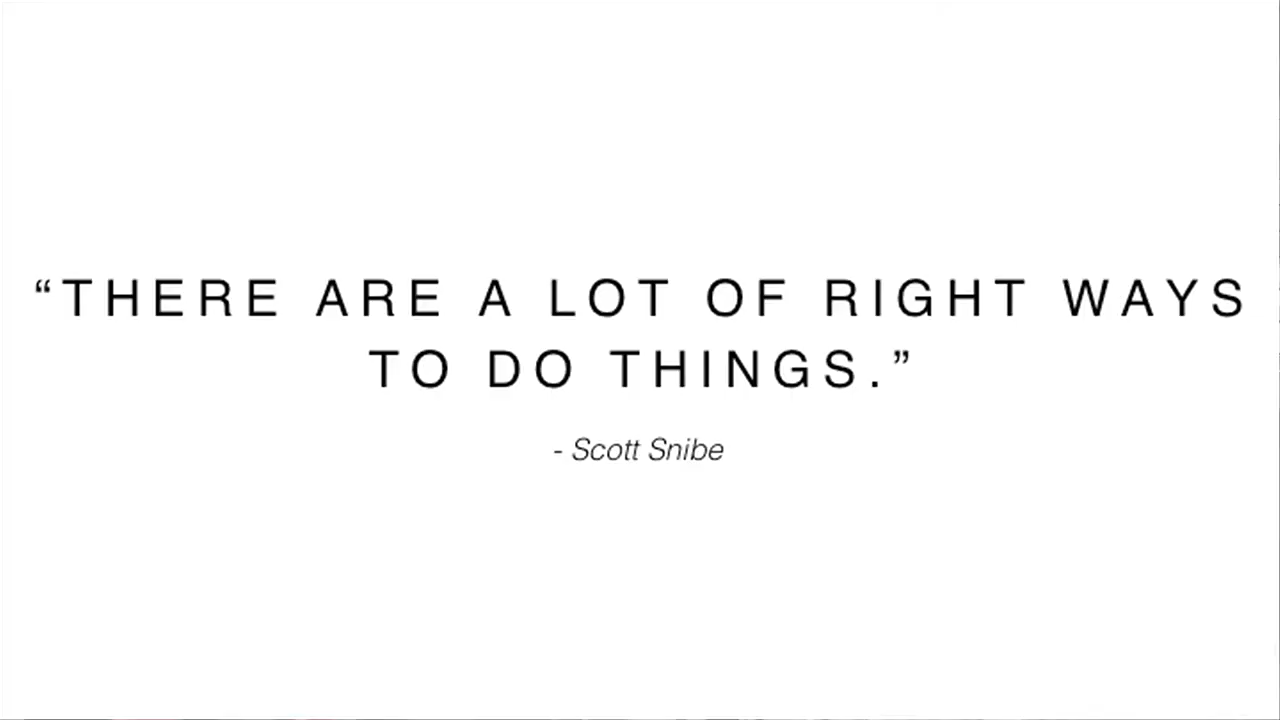 “THERE ARE A LOT OF RIGHT WAYS
TO DO THINGS.”
- Scott Snibe